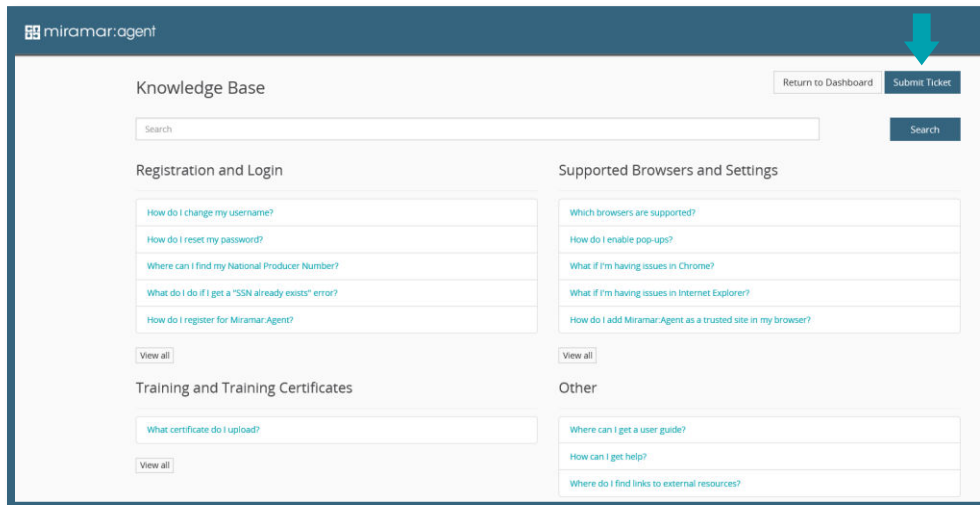 miramar:agent
Knowledge Base
Return to Dashboard
Submit Ticket
Search
Search
Registration and Login
How do I change my username?
How do I reset my password?
Where can I find my National Producer Number?
What do I do if I get a "SSN already exists" error?
How do I register for Miramar:Agent?
View all
Supported Browsers and Settings
Which browsers are supported?
How do I enable pop-ups?
What if I'm having issues in Chrome?
What if I'm having issues in Internet Explorer?
How do I add Miramar:Agent as a trusted site in my browser?
View all
Training and Training Certificates
What certificate do I upload?
View all
Other
Where can I get a user guide?
How can I get help?
Where do I find links to external resources?